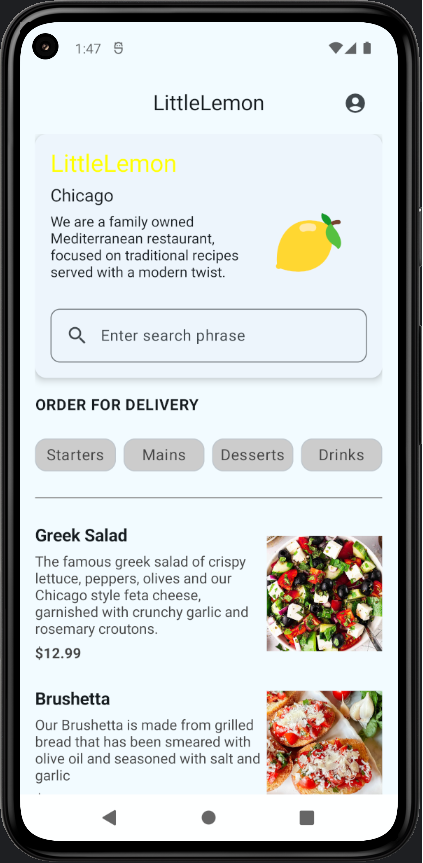 1:47
LittleLemon
LittleLemon
Chicago
We are a family owned
Mediterranean restaurant,
focused on traditional recipes
served with a modern twist.
Enter search phrase
ORDER FOR DELIVERY
Starters Mains Desserts Drinks
Greek Salad
The famous greek salad of crispy
lettuce, peppers, olives and our
Chicago style feta cheese,
garnished with crunchy garlic and
rosemary croutons.
$12.99
Brushetta
Our Brushetta is made from grilled
bread that has been smeared with
olive oil and seasoned with salt and
garlic